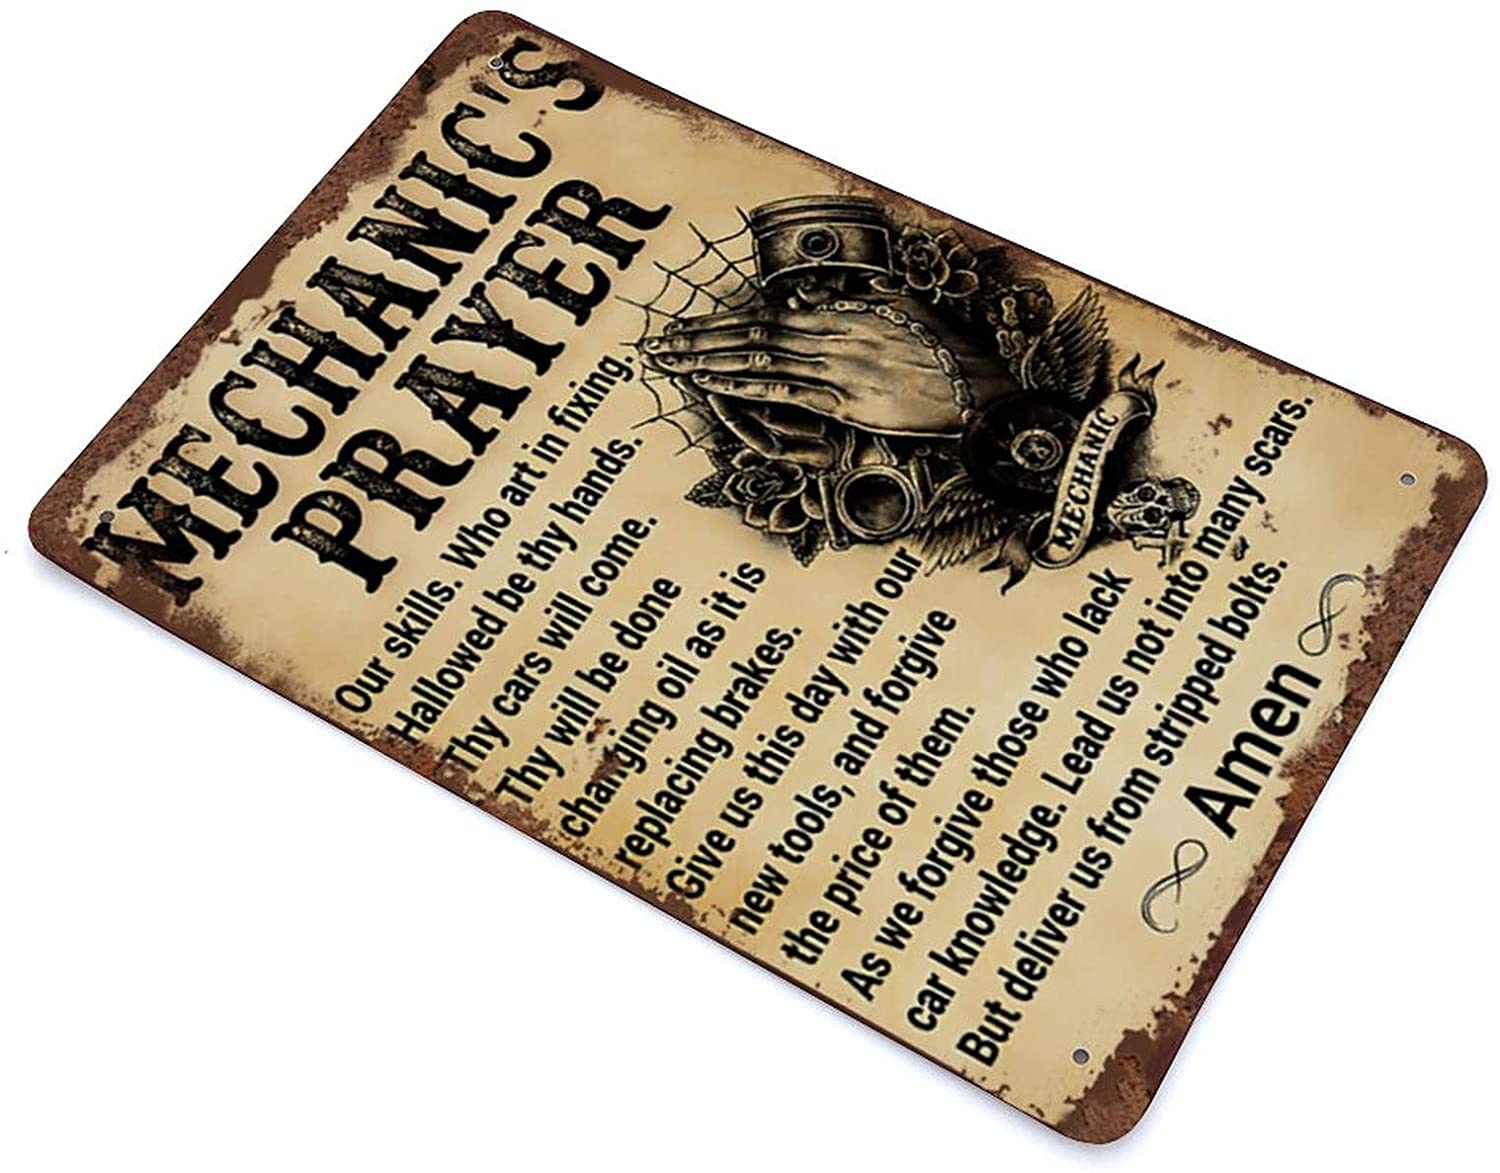 MECHANIC'S
PRAYER
MECHANIC
Our skills. Who art in fixing.
Hallowed be thy hands.
Thy cars will come.
Thy will be done
changing oil as it is
replacing brakes.
Give us this day with our
new tools, and forgive
the price of them.
As we forgive those who lack
car knowledge. Lead us not into many scars.
But deliver us from stripped bolts.
Amen